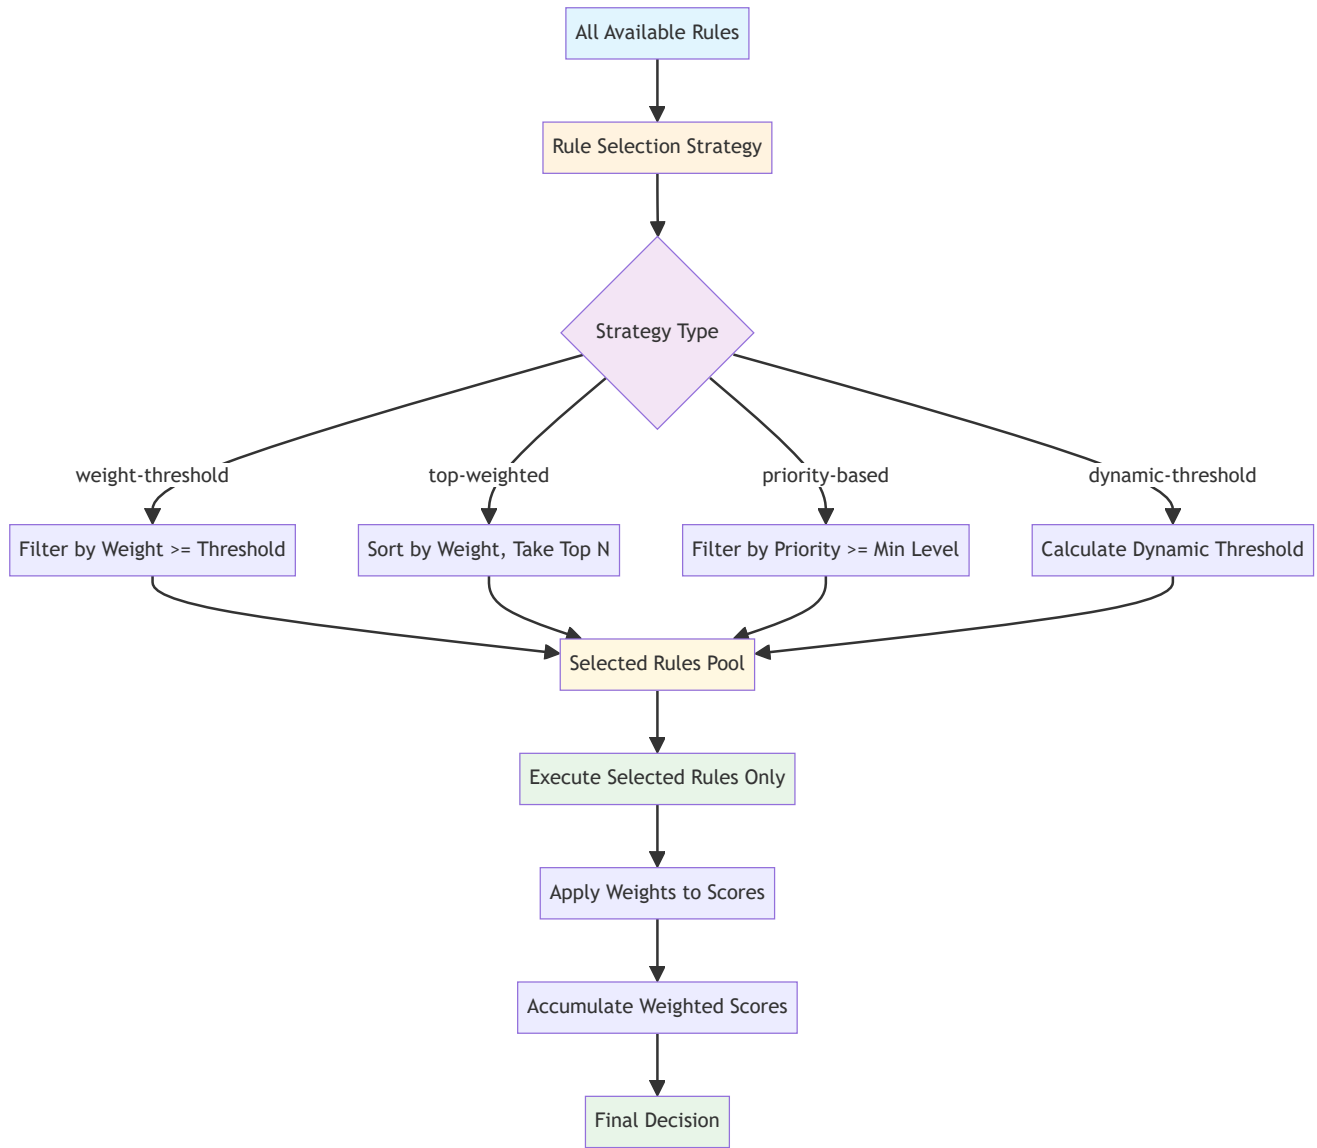 All Available Rules
Rule Selection Strategy
Strategy Type
weight-threshold
top-weighted
priority-based
dynamic-threshold
Filter by Weight >= Threshold
Sort by Weight, Take Top N
Filter by Priority >= Min Level
Calculate Dynamic Threshold
Selected Rules Pool
Execute Selected Rules Only
Apply Weights to Scores
Accumulate Weighted Scores
Final Decision